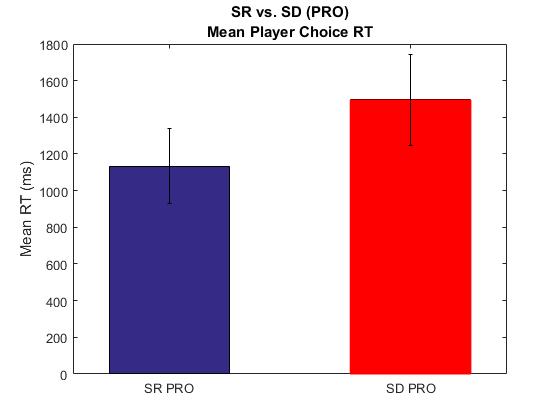 SR vs. SD (PRO)
Mean Player Choice RT
Mean RT (ms)
1800
1600
1400
1200
1000
800
600
400
200
0
SR PRO
SD PRO